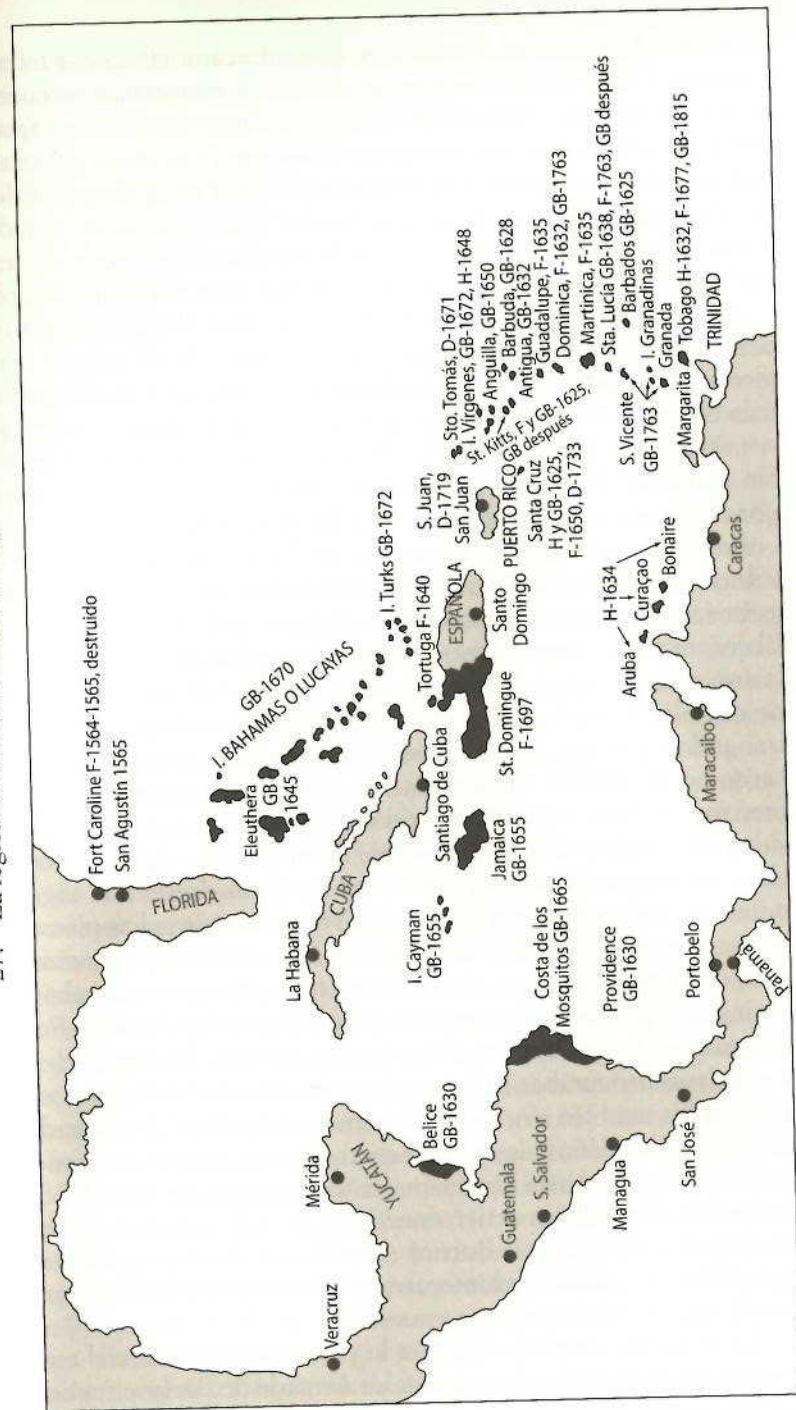 Fort Caroline F-1564-1565, destruido
San Agustín 1565
FLORIDA
GB-1670
I. BAHAMAS O LUCAYAS
Eleuthera
GB
1645
I. Turks GB-1672
La Habana
CUBA
Santiago de Cuba
Tortuga F-1640
ESPAÑOLA
Santo
Domingo
St. Domingue
F-1697
Jamaica
GB-1655
I. Cayman
GB-1655
S. Juan,
D-1719
San Juan
PUERTO RICO
Santa Cruz
H y GB-1625,
F-1650, D-1733
Sto. Tomás, D-1671
I. Vírgenes, GB-1672, H-1648
Anguilla, GB-1650
Barbuda, GB-1628
St. Kitts, F y GB-1625,
GB después
Antigua, GB-1632
Guadalupe, F-1635
Dominica, F-1632, GB-1763
Martinica, F-1635
Sta. Lucía GB-1638, F-1763, GB después
Barbados GB-1625
S. Vicente
GB-1763
I. Granadinas
Granada
Tobago H-1632, F-1677, GB-1815
Margarita
TRINIDAD
Mérida
YUCATÁN
Veracruz
Belice
GB-1630
Costa de los
Mosquitos GB-1665
Providence
GB-1630
Guatemala
S. Salvador
Managua
San José
Portobelo
Panamá
H-1634
Aruba
Curaçao
Bonaire
Maracaibo
Caracas